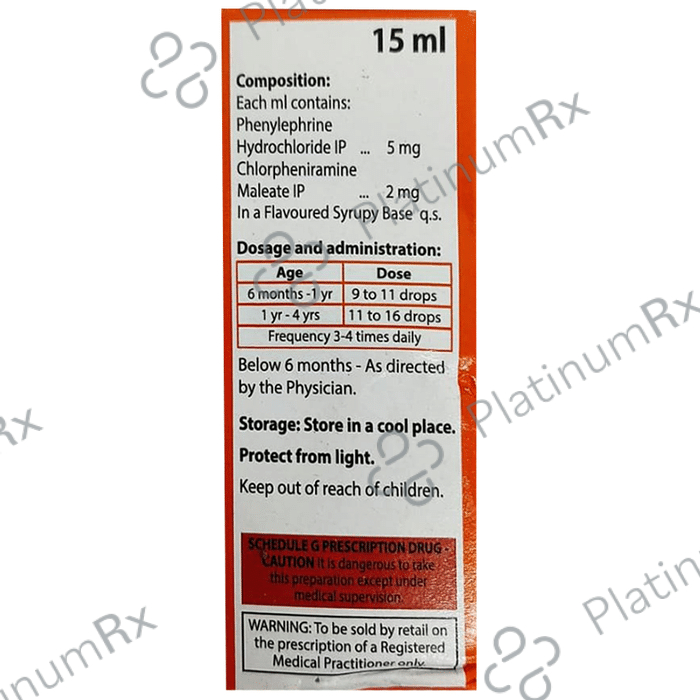 15 ml
Composition:
Each ml contains:
Phenylephrine
Hydrochloride IP ... 5 mg
Chlorpheniramine
Maleate IP ... 2 mg
In a Flavoured Syrupy Base q.s.
Dosage and administration:
Age Dose
6 months -1 yr 9 to 11 drops
1 yr - 4 yrs 11 to 16 drops
Frequency 3-4 times daily
Below 6 months - As directed
by the Physician.
Storage: Store in a cool place.
Protect from light.
Keep out of reach of children.
SCHEDULE G PRESCRIPTION DRUG -
CAUTION it is dangerous to take
this preparation except under
medical supervision.
WARNING: To be sold by retail on
the prescription of a Registered
Medical Practitioner only.
PlatinumRx
PlatinumRx
PlatinumRx
PlatinumRx
Rx
tinumRx
Platinum